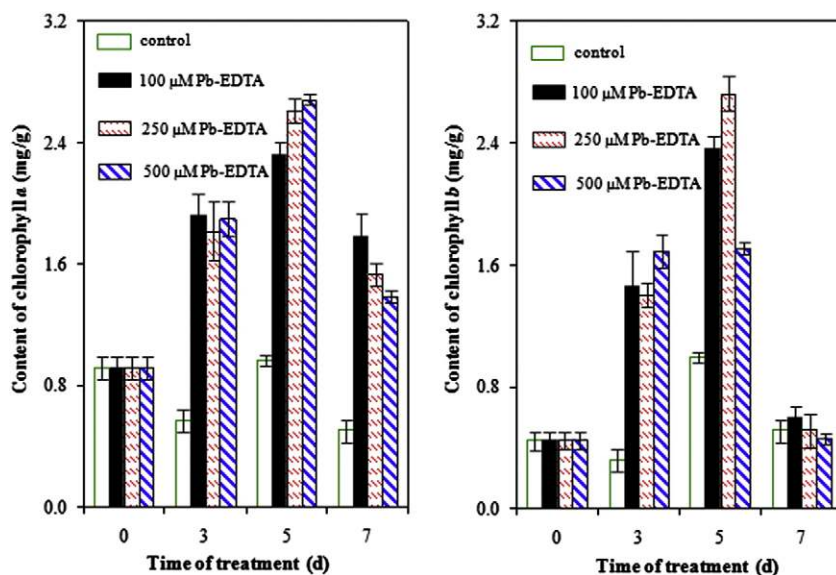 3.2
2.4
1.6
0.8
0.0
Content of chlorophyll a (mg/g)
control
100 μM Pb-EDTA
250 μM Pb-EDTA
500 μM Pb-EDTA
0 3 5 7
Time of treatment (d)
3.2
2.4
1.6
0.8
0.0
Content of chlorophyll b (mg/g)
control
100 μM Pb-EDTA
250 μM Pb-EDTA
500 μM Pb-EDTA
0 3 5 7
Time of treatment (d)